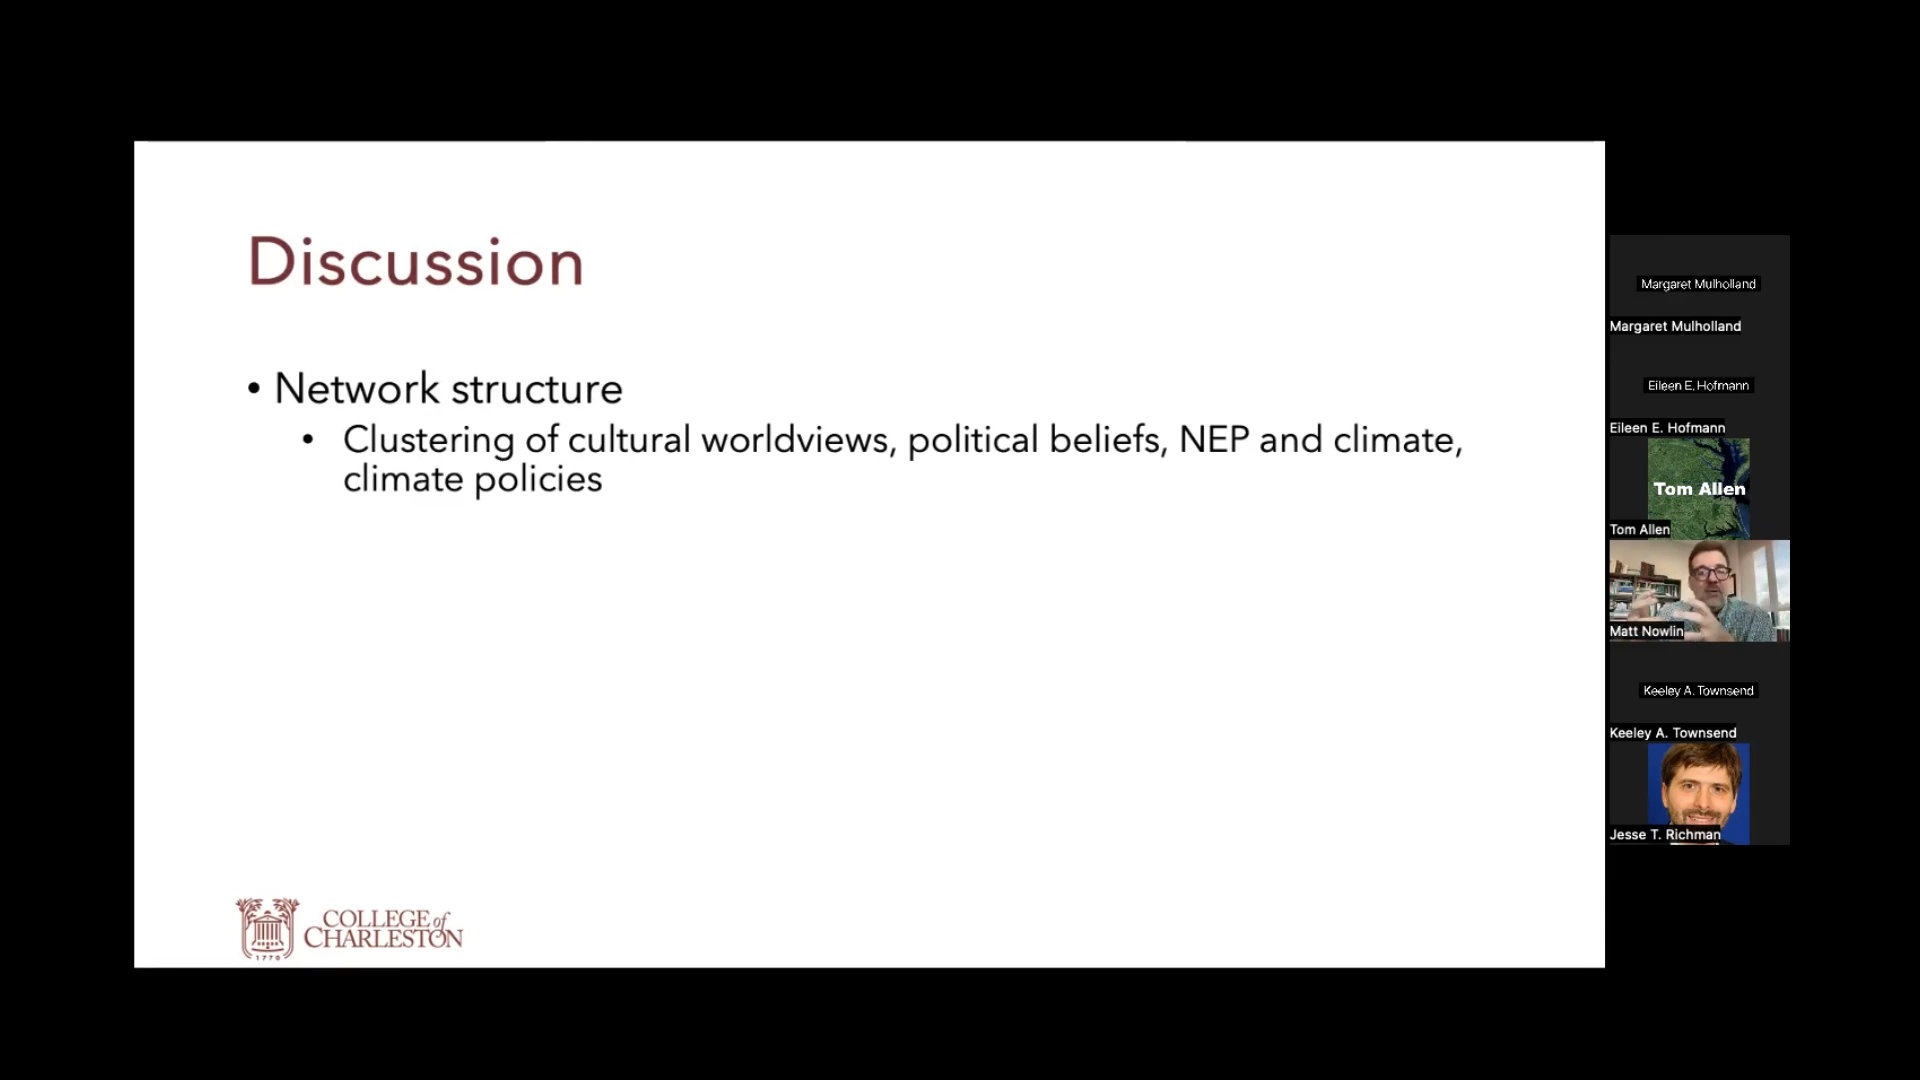 Discussion
• Network structure
• Clustering of cultural worldviews, political beliefs, NEP and climate,
climate policies
COLLEGE of
CHARLESTON
1770
Margaret Mulholland
Margaret Mulholland
Eileen E. Hofmann
Eileen E. Hofmann
Tom Allen
Tom Allen
Matt Nowlin
Keeley A. Townsend
Keeley A. Townsend
Jesse T. Richman